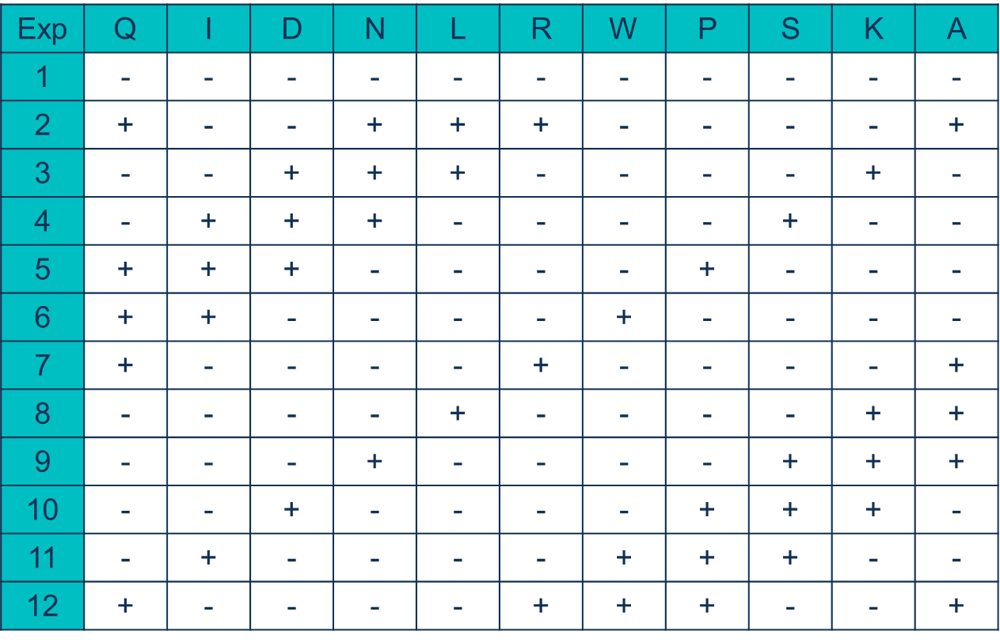 Exp Q I D N L R W P S K A
1 - - - - - - - - - - -
2 + - - + + + - - - - +
3 - - + + + - - - - + -
4 - + + + - - - - + - -
5 + + + - - - - + - - -
6 + + - - - - + - - - -
7 + - - - - + - - - - +
8 - - - - + - - - - + +
9 - - - + - - - - + + +
10 - - + - - - - + + + -
11 - + - - - - + + + - -
12 + - - - - + + + - - +